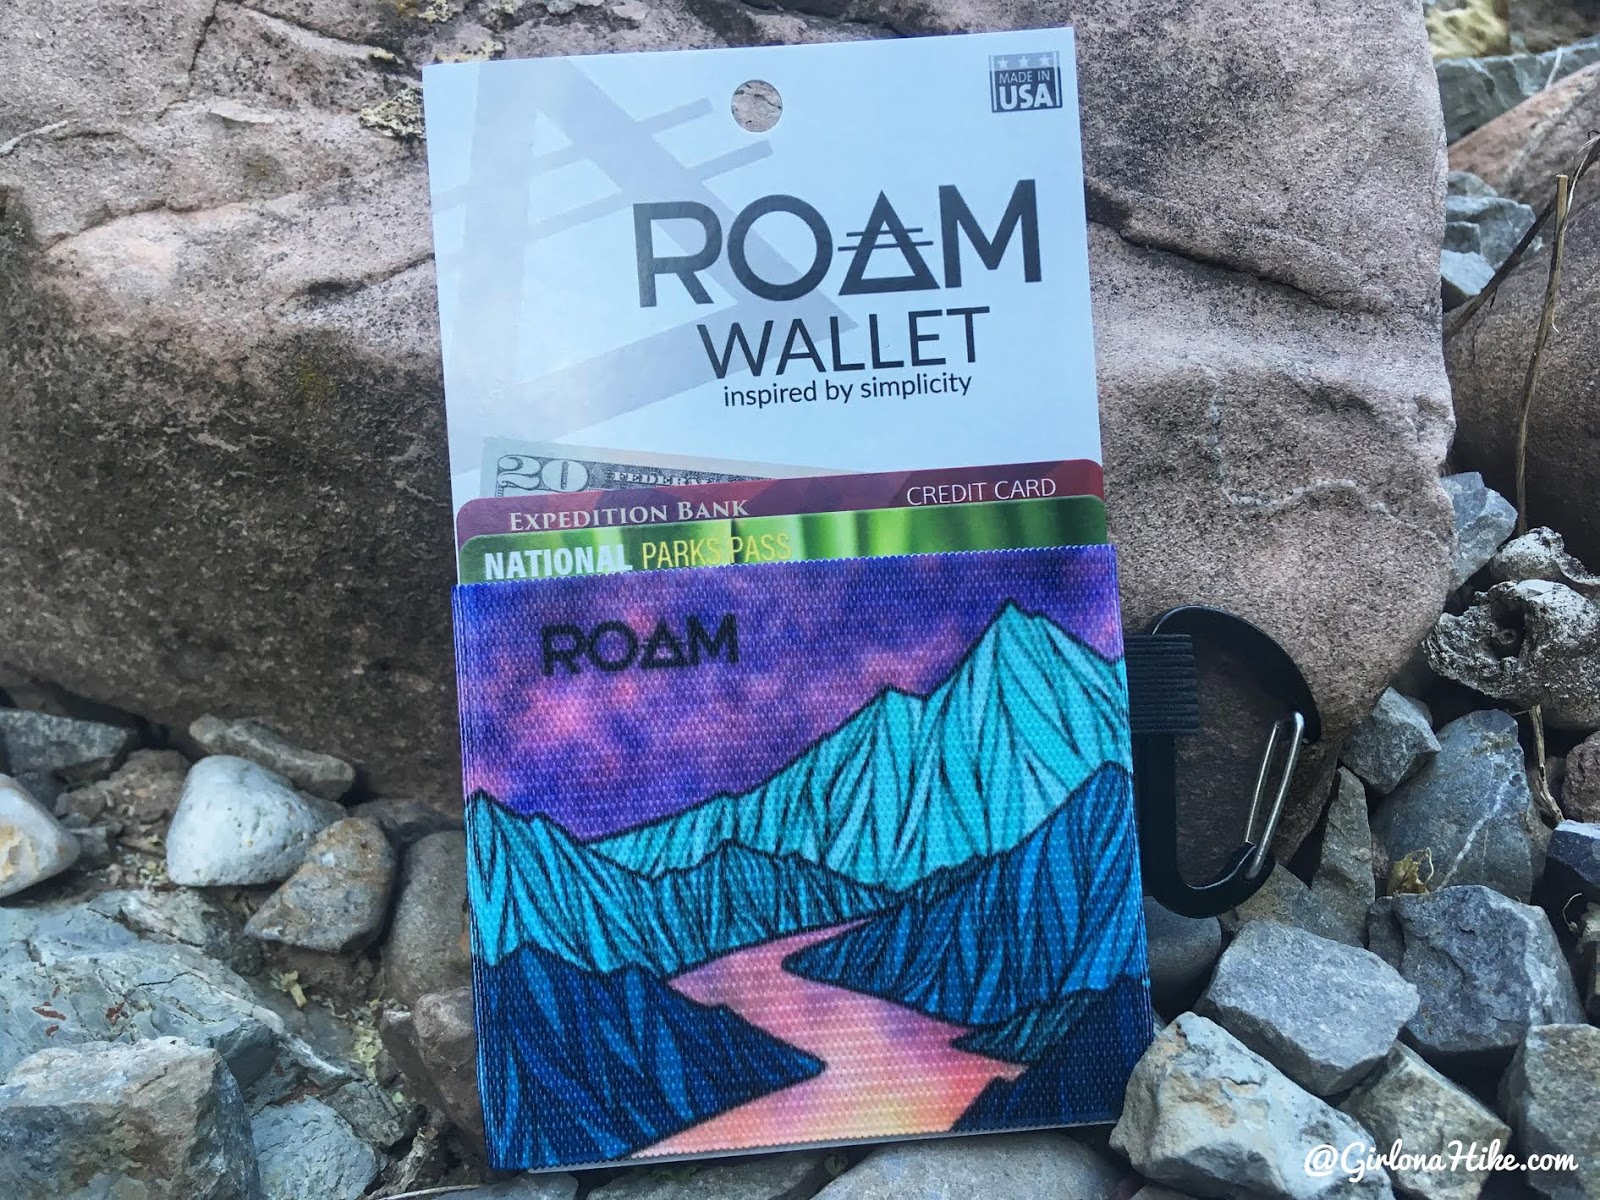 MADE IN
USA
ROAM
WALLET
inspired by simplicity
20
FEDERAL
EXPEDITION BANK
CREDIT CARD
NATIONAL PARKS PASS
ROAM
@GirlonaHike.com